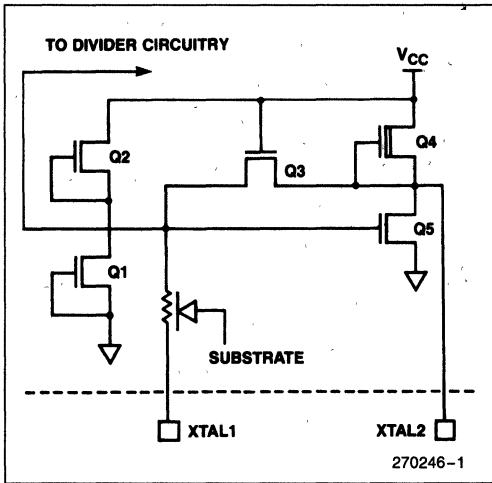 TO DIVIDER CIRCUITRY
VCC
Q2
Q4
Q3
Q5
Q1
SUBSTRATE
XTAL1
XTAL2
270246-1